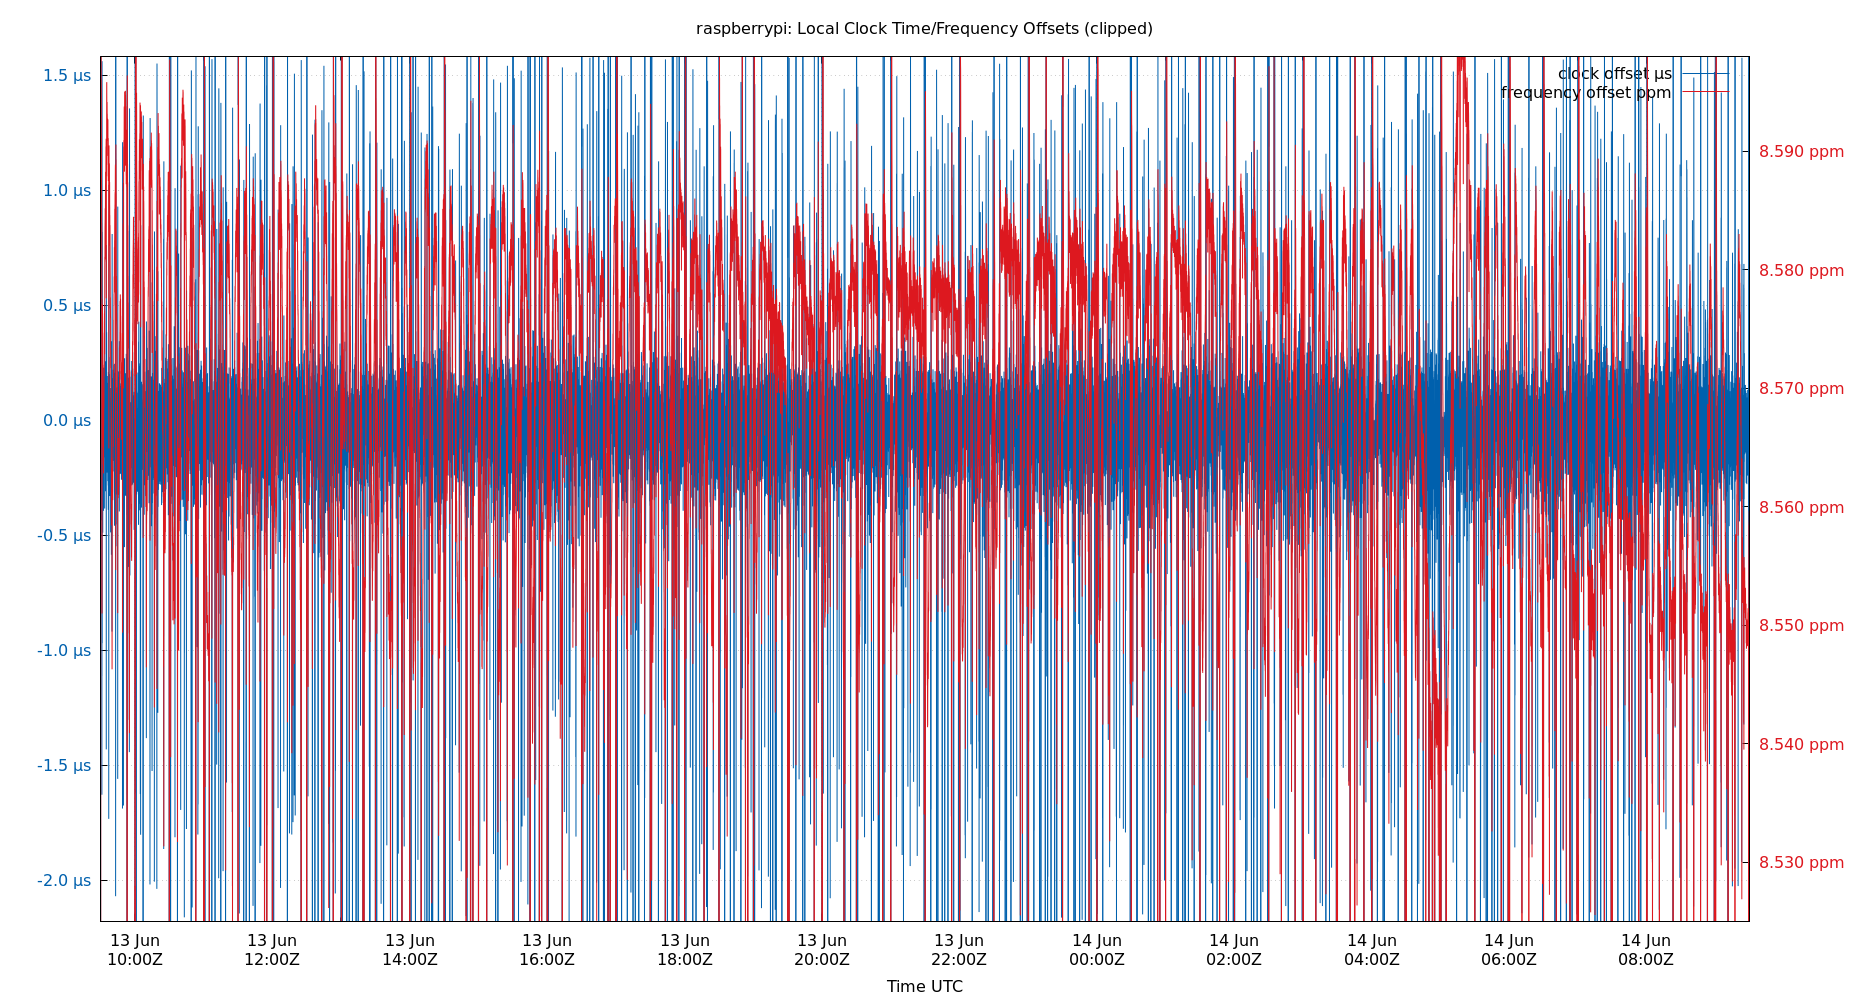 raspberrypi: Local Clock Time/Frequency Offsets (clipped)
clock offset µs
frequency offset ppm
1.5 µs
1.0 µs
0.5 µs
0.0 µs
-0.5 µs
-1.0 µs
-1.5 µs
-2.0 µs
8.590 ppm
8.580 ppm
8.570 ppm
8.560 ppm
8.550 ppm
8.540 ppm
8.530 ppm
13 Jun 13 Jun 13 Jun 13 Jun 13 Jun 13 Jun 13 Jun 14 Jun 14 Jun 14 Jun 14 Jun 14 Jun
10:00Z 12:00Z 14:00Z 16:00Z 18:00Z 20:00Z 22:00Z 00:00Z 02:00Z 04:00Z 06:00Z 08:00Z
Time UTC